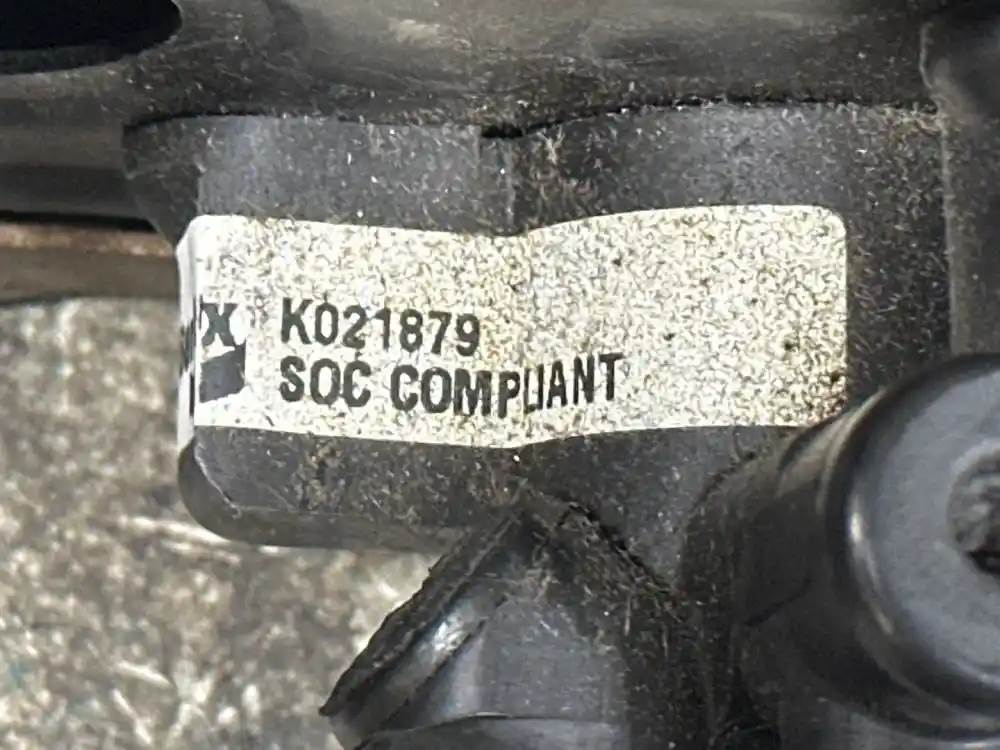 X
K021879
SOC COMPLIANT